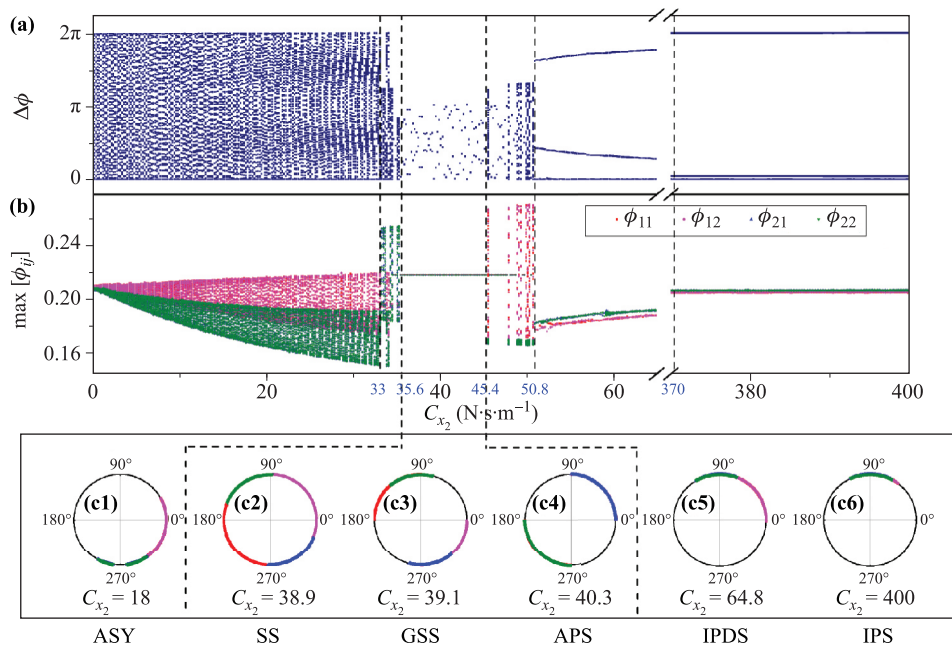 (a)
2π
π
0
Δϕ
(b)
ϕ11 ϕ12 ϕ21 ϕ22
0.24
0.20
0.16
max [ϕij]
0 20 33 35.6 40 45.4 50.8 60 370 380 400
Cx2 (N·s·m−1)
90° 90° 90° 90° 90° 90°
180° (c1) 0° 180° (c2) 0° 180° (c3) 0° 180° (c4) 0° 180° (c5) 0° 180° (c6) 0°
270° 270° 270° 270° 270° 270°
Cx2 = 18 Cx2 = 38.9 Cx2 = 39.1 Cx2 = 40.3 Cx2 = 64.8 Cx2 = 400
ASY SS GSS APS IPDS IPS